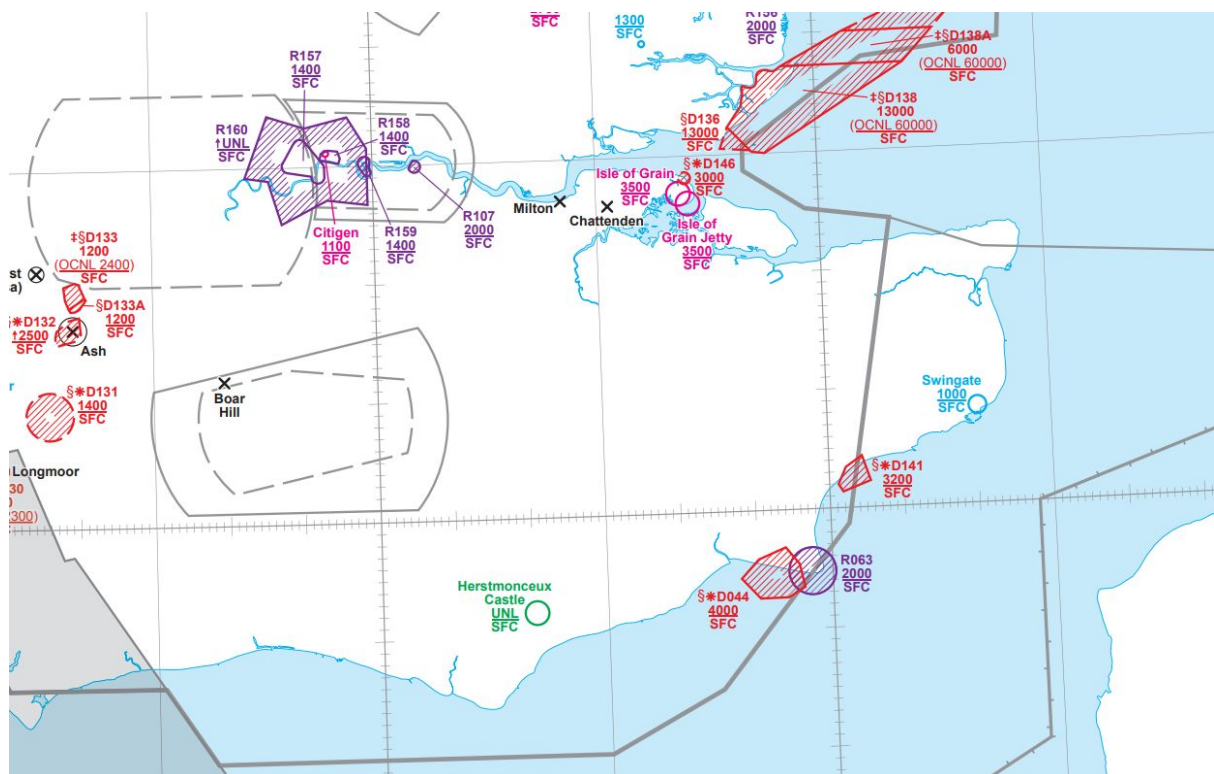 SFC
1300
SFC
2000
SFC
‡§D138A
6000
(OCNL 60000)
SFC
‡§D138
13000
(OCNL 60000)
SFC
R157
1400
SFC
R160
↑UNL
SFC
R158
1400
SFC
§D136
13000
SFC
§✱D146
3000
SFC
Isle of Grain
3500
SFC
Milton
Chattenden
Isle of
Grain Jetty
3500
SFC
R107
2000
SFC
Citigen
1100
SFC
R159
1400
SFC
‡§D133
1200
(OCNL 2400)
SFC
st
a)
§D133A
1200
SFC
§✱D132
↑2500
SFC
Ash
§✱D131
1400
SFC
Boar
Hill
Swingate
1000
SFC
Longmoor
30
300)
§✱D141
3200
SFC
Herstmonceux
Castle
UNL
SFC
§✱D044
4000
SFC
R063
2000
SFC